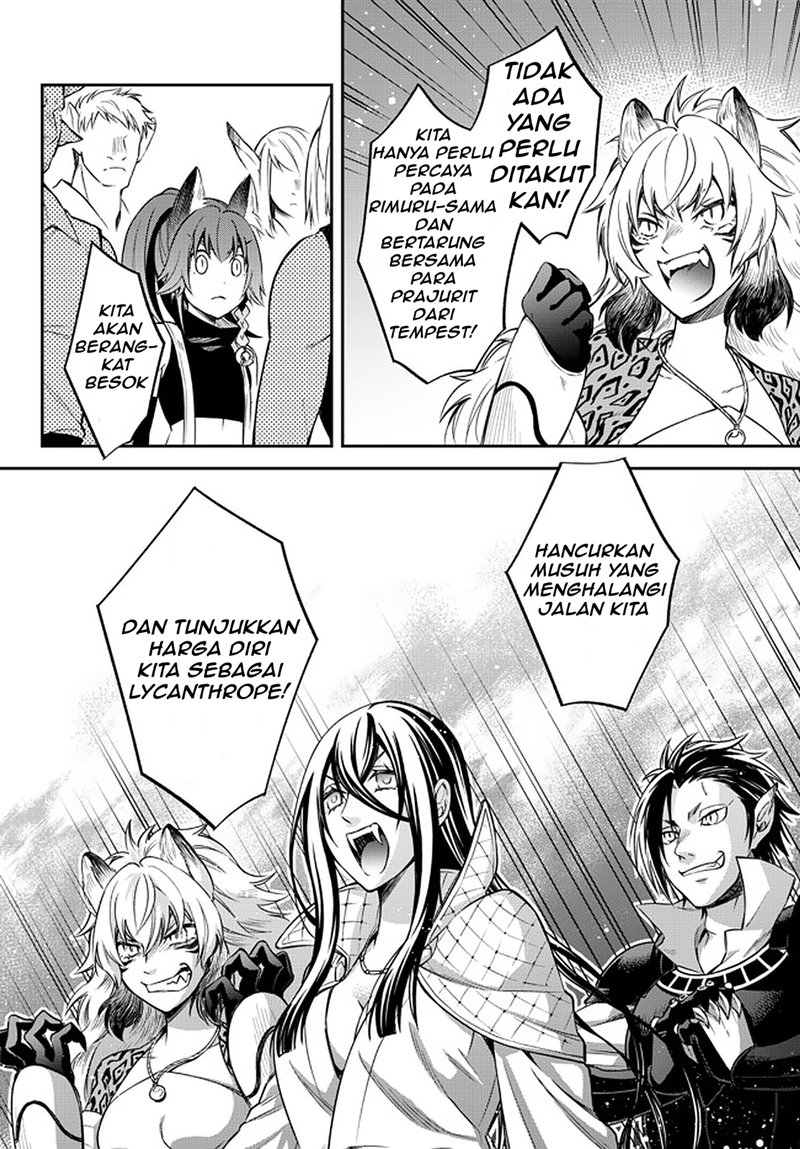 TIDAK
ADA
YANG
PERLU
DITAKUT
KAN!
KITA
HANYA PERLU
PERCAYA
PADA
RIMURU-SAMA
DAN
BERTARUNG
BERSAMA
PARA
PRAJURIT
DARI
TEMPEST!
KITA
AKAN
BERANG-
KAT
BESOK
HANCURKAN
MUSUH YANG
MENGHALANGI
JALAN KITA
DAN TUNJUKKAN
HARGA DIRI
KITA SEBAGAI
LYCANTHROPE!